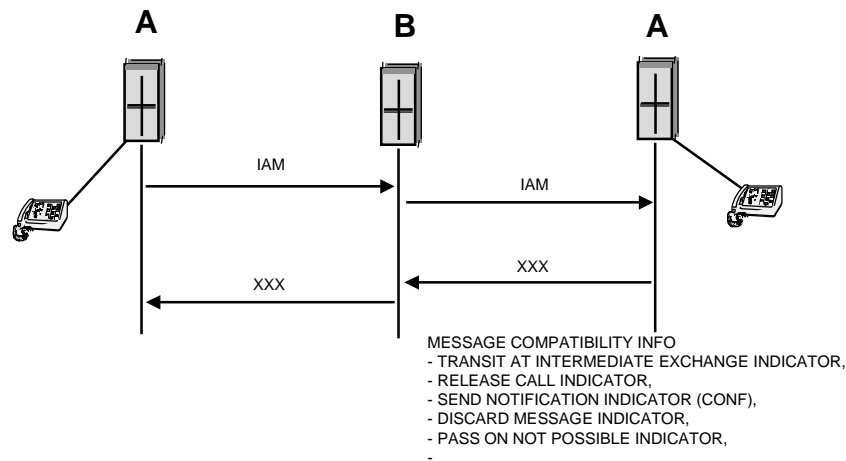 A
B
A
IAM
IAM
XXX
XXX
MESSAGE COMPATIBILITY INFO
- TRANSIT AT INTERMEDIATE EXCHANGE INDICATOR,
- RELEASE CALL INDICATOR,
- SEND NOTIFICATION INDICATOR (CONF),
- DISCARD MESSAGE INDICATOR,
- PASS ON NOT POSSIBLE INDICATOR,
-